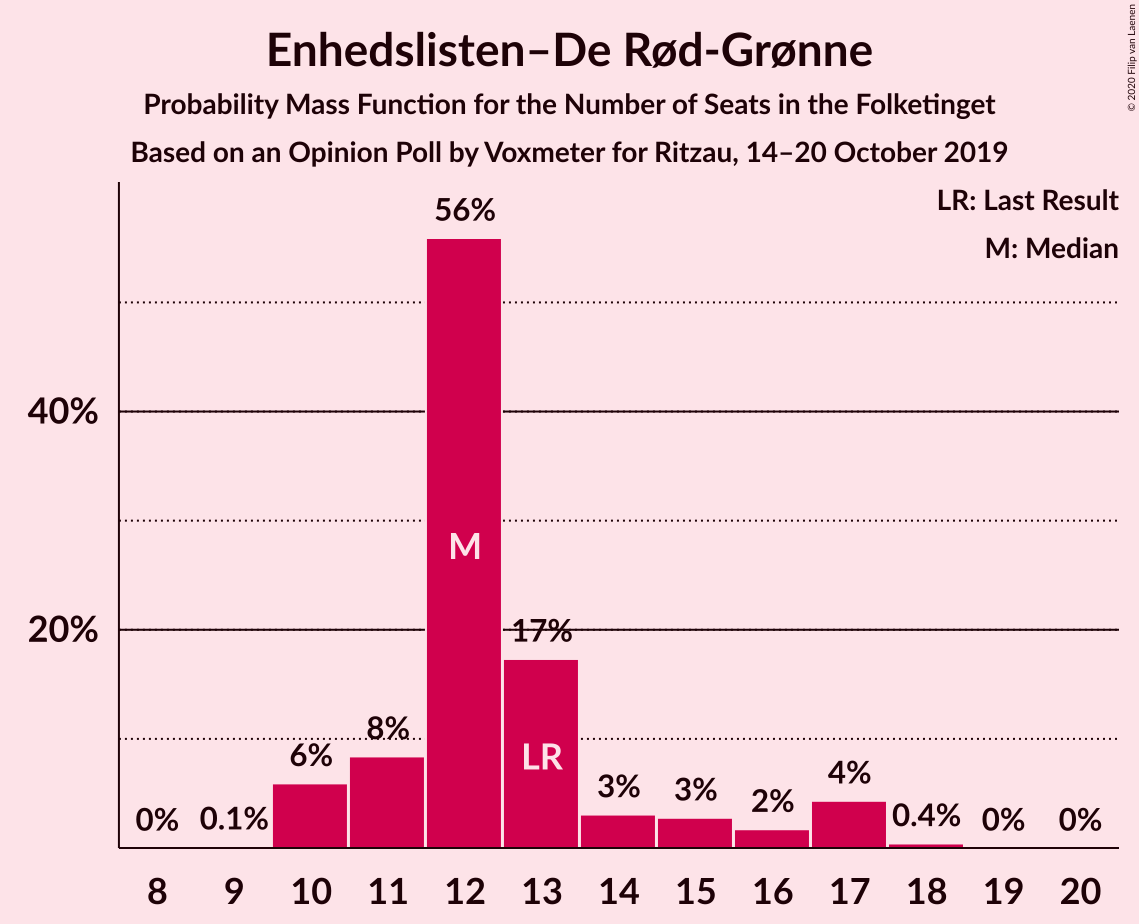 Enhedslisten–De Rød-Grønne
Probability Mass Function for the Number of Seats in the Folketinget
Based on an Opinion Poll by Voxmeter for Ritzau, 14–20 October 2019
© 2020 Filip van Laenen
LR: Last Result
M: Median
56%
40%
M
20%
17%
8%
6%
LR
4%
3%
3%
2%
0%
0.1%
0.4%
0%
0%
8 9 10 11 12 13 14 15 16 17 18 19 20